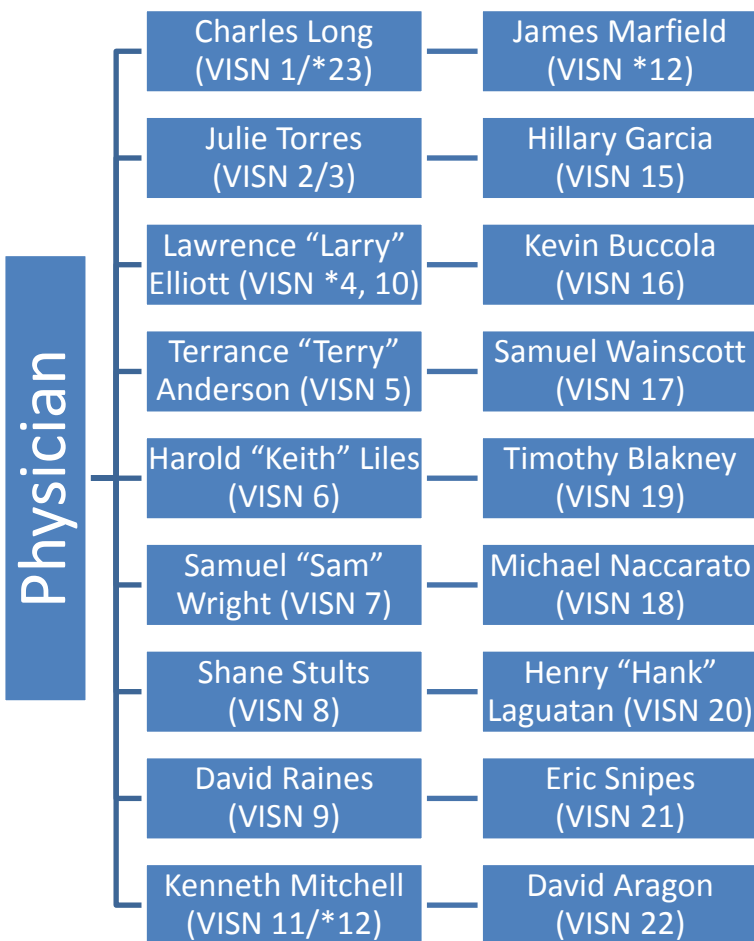 Physician
Charles Long
(VISN 1/*23)
James Marfield
(VISN *12)
Julie Torres
(VISN 2/3)
Hillary Garcia
(VISN 15)
Lawrence “Larry”
Elliott (VISN *4, 10)
Kevin Buccola
(VISN 16)
Terrance “Terry”
Anderson (VISN 5)
Samuel Wainscott
(VISN 17)
Harold “Keith” Liles
(VISN 6)
Timothy Blakney
(VISN 19)
Samuel “Sam”
Wright (VISN 7)
Michael Naccarato
(VISN 18)
Shane Stults
(VISN 8)
Henry “Hank”
Laguatan (VISN 20)
David Raines
(VISN 9)
Eric Snipes
(VISN 21)
Kenneth Mitchell
(VISN 11/*12)
David Aragon
(VISN 22)